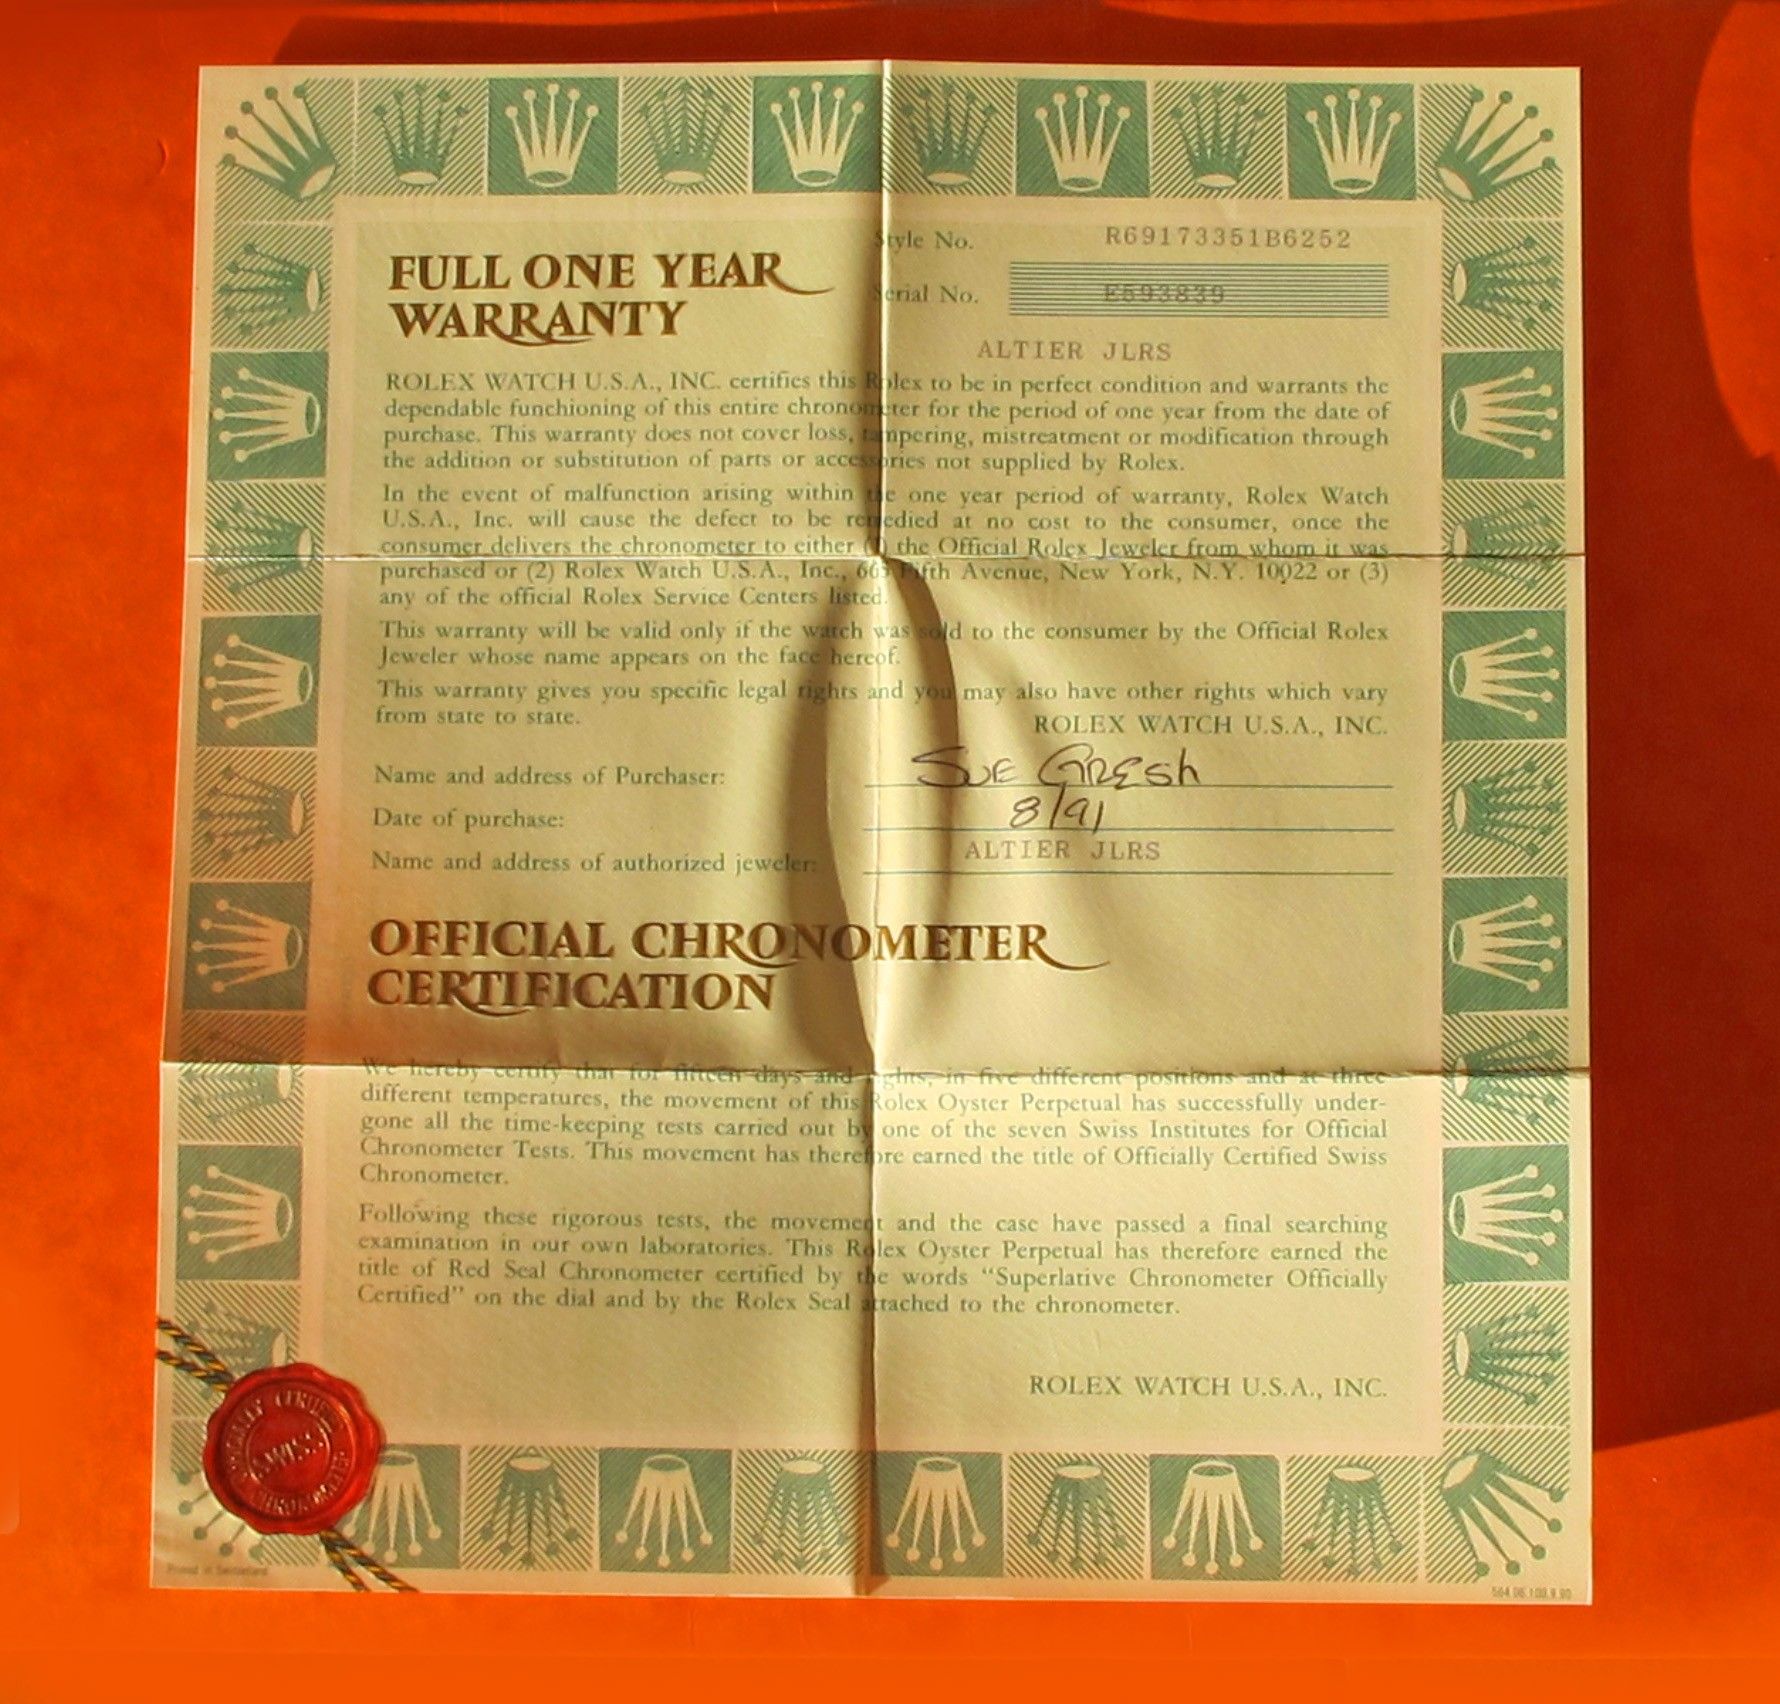 FULL ONE YEAR
WARRANTY
Style No. R69173351B6252
Serial No. E593839
ALTIER JLRS
ROLEX WATCH U.S.A., INC. certifies this Rolex to be in perfect condition and warrants the
dependable functioning of this entire chronometer for the period of one year from the date of
purchase. This warranty does not cover loss, tampering, mistreatment or modification through
the addition or substitution of parts or accessories not supplied by Rolex.
In the event of malfunction arising within the one year period of warranty, Rolex Watch
U.S.A., Inc. will cause the defect to be remedied at no cost to the consumer, once the
consumer delivers the chronometer to either (1) the Official Rolex Jeweler from whom it was
purchased or (2) Rolex Watch U.S.A., Inc., 665 Fifth Avenue, New York, N.Y. 10022 or (3)
any of the official Rolex Service Centers listed.
This warranty will be valid only if the watch was sold to the consumer by the Official Rolex
Jeweler whose name appears on the face hereof.
This warranty gives you specific legal rights and you may also have other rights which vary
from state to state.
ROLEX WATCH U.S.A., INC.
Name and address of Purchaser: Sue Gresh
Date of purchase: 8/91
Name and address of authorized jeweler: ALTIER JLRS
OFFICIAL CHRONOMETER
CERTIFICATION
We hereby certify that for fifteen days and nights, in five different positions and at three
different temperatures, the movement of this Rolex Oyster Perpetual has successfully under-
gone all the time-keeping tests carried out by one of the seven Swiss Institutes for Official
Chronometer Tests. This movement has therefore earned the title of Officially Certified Swiss
Chronometer.
Following these rigorous tests, the movement and the case have passed a final searching
examination in our own laboratories. This Rolex Oyster Perpetual has therefore earned the
title of Red Seal Chronometer certified by the words “Superlative Chronometer Officially
Certified” on the dial and by the Rolex Seal attached to the chronometer.
ROLEX WATCH U.S.A., INC.
SWISS
CHRONOMETER
Printed in Switzerland
564.06.100.9.90